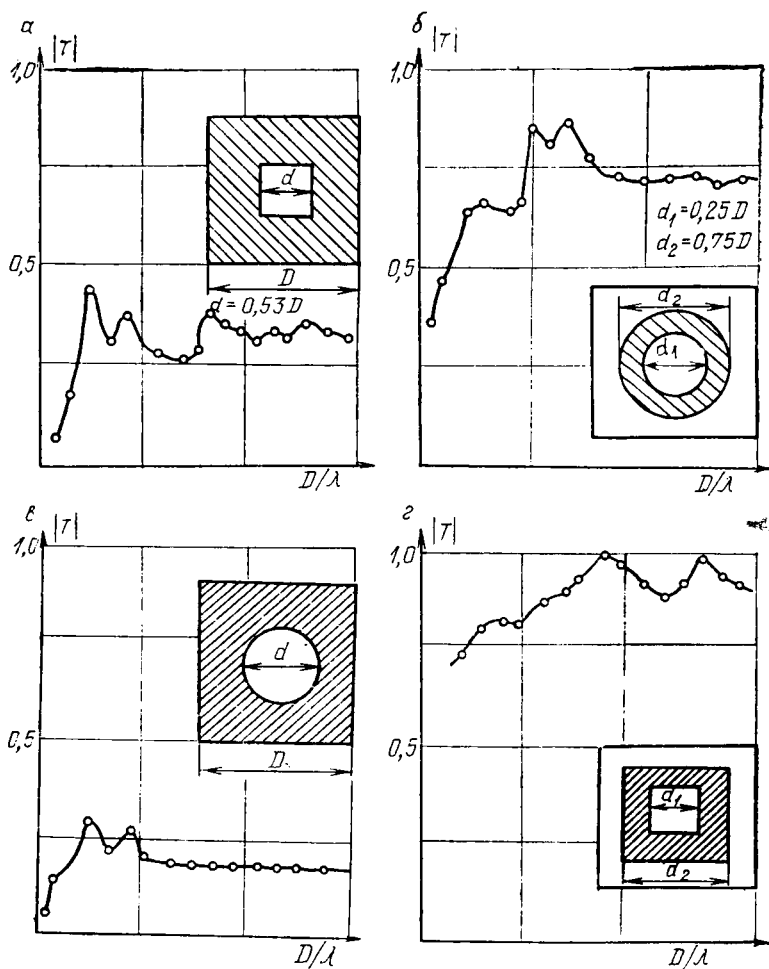 а
|T|
1,0
d
0,5
D
d=0,53D
D/λ
б
|T|
1,0
d₁=0,25D
d₂=0,75D
0,5
d₂
d₁
D/λ
в
|T|
1,0
d
0,5
D
D/λ
г
|T|
1,0
0,5
d₁
d₂
D/λ